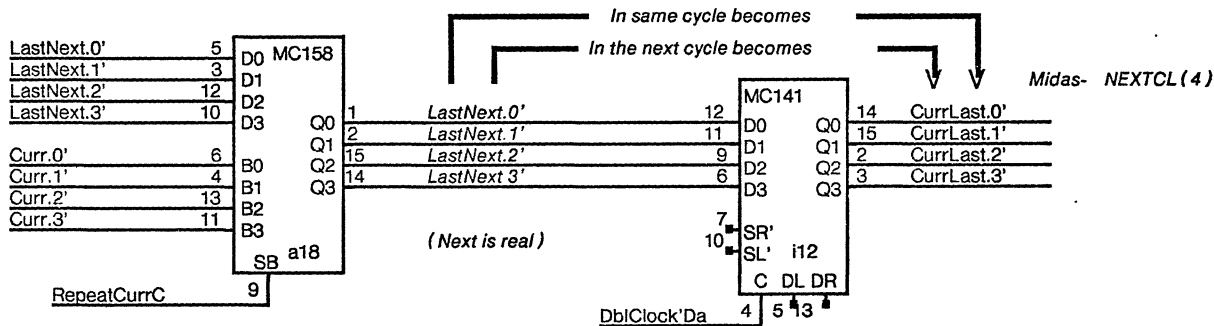 In same cycle becomes
In the next cycle becomes
Midas- NEXTCL(4)
LastNext.0' 5 D0 MC158
LastNext.1' 3 D1
LastNext.2' 12 D2
LastNext.3' 10 D3
Q0 1 LastNext.0' 12 D0 MC141 Q0 14 CurrLast.0'
Q1 2 LastNext.1' 11 D1 Q1 15 CurrLast.1'
Q2 15 LastNext.2' 9 D2 Q2 2 CurrLast.2'
Q3 14 LastNext 3' 6 D3 Q3 3 CurrLast.3'
Curr.0' 6 B0
Curr.1' 4 B1
Curr.2' 13 B2
Curr.3' 11 B3
(Next is real)
7 SR'
10 SL' i12
SB a18
C DL DR
RepeatCurrC 9
DblClock'Da 4 5 13